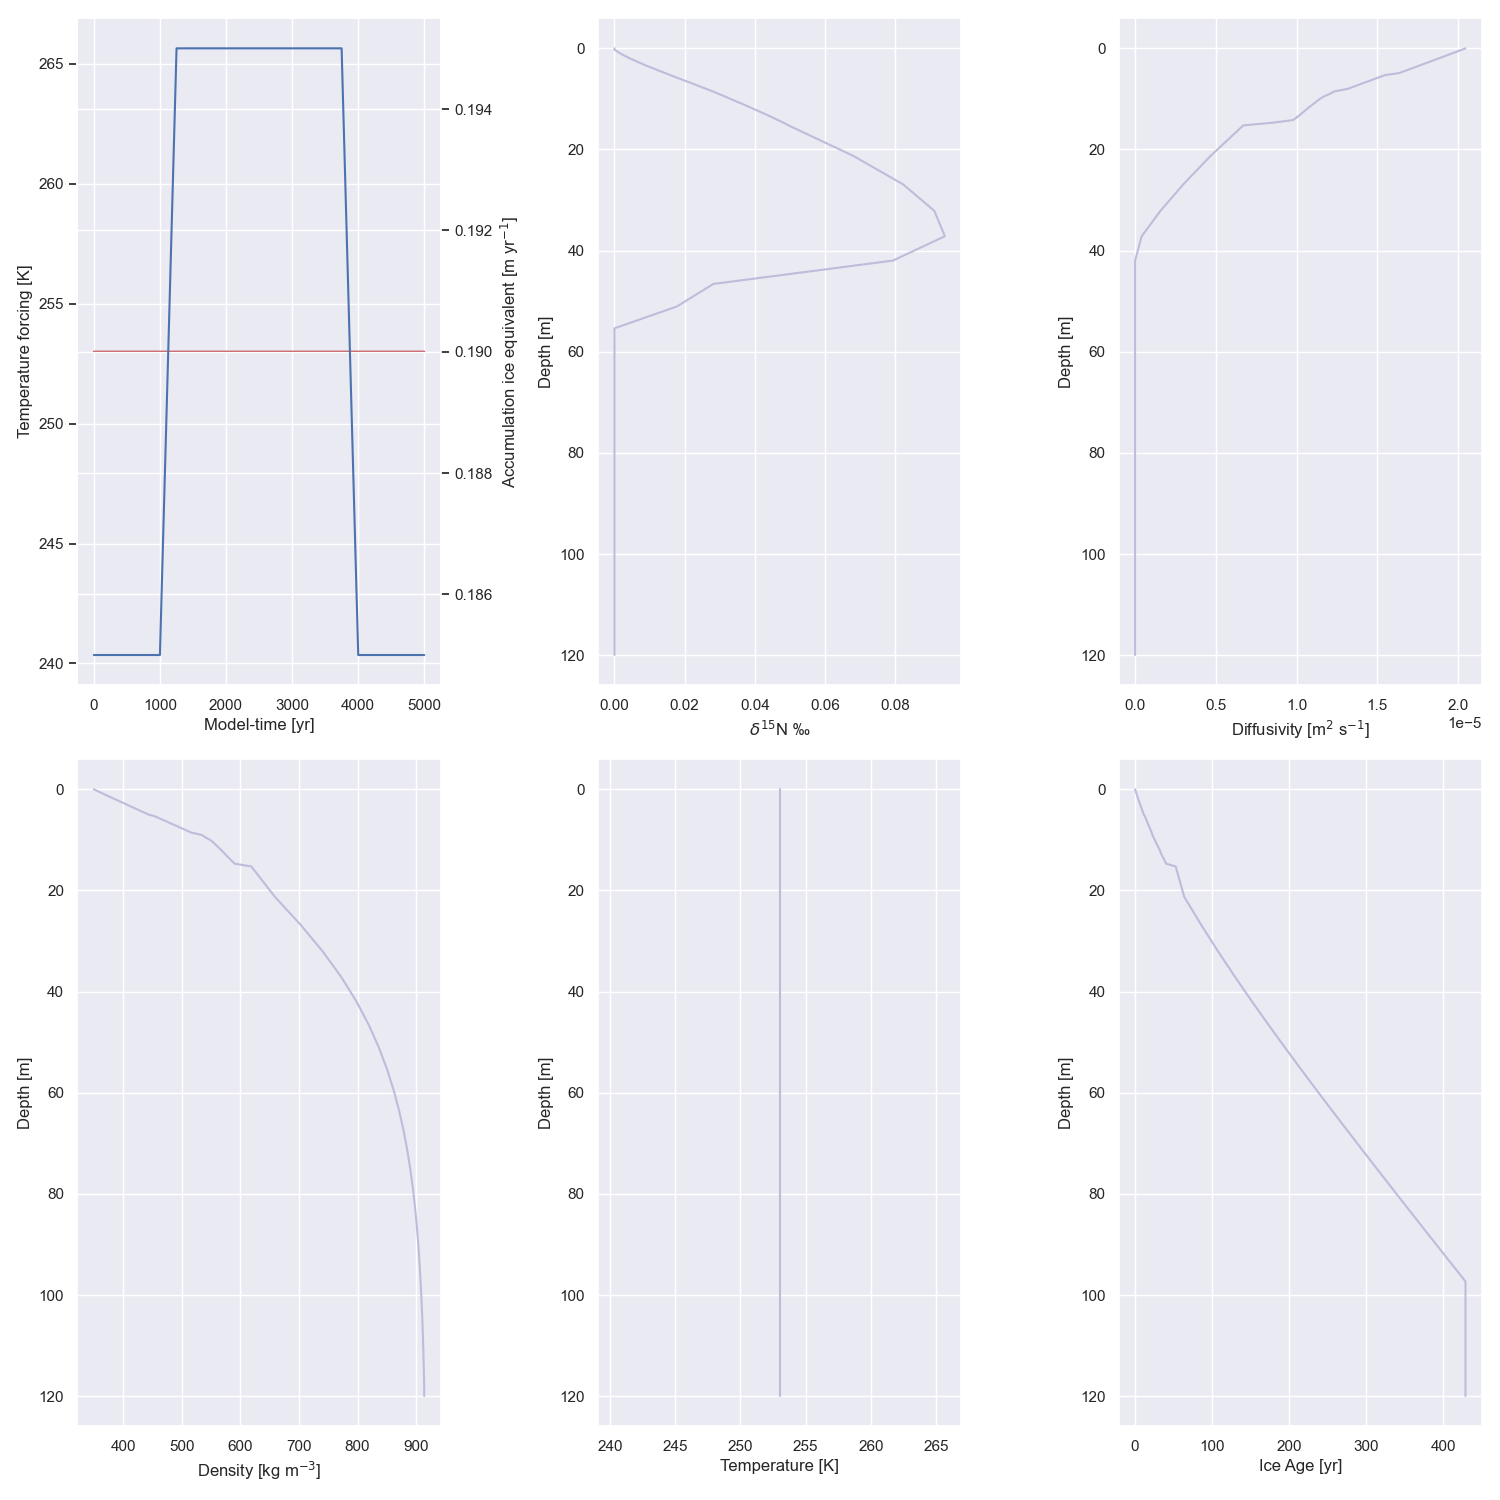 265
260
255
250
245
240
Temperature forcing [K]
0 1000 2000 3000 4000 5000
Model-time [yr]
0.194
0.192
0.190
0.188
0.186
Accumulation ice equivalent [m yr⁻¹]
0
20
40
60
80
100
120
Depth [m]
0.00 0.02 0.04 0.06 0.08
δ¹⁵N ‰
0
20
40
60
80
100
120
Depth [m]
0.0 0.5 1.0 1.5 2.0
1e−5
Diffusivity [m² s⁻¹]
0
20
40
60
80
100
120
Depth [m]
400 500 600 700 800 900
Density [kg m⁻³]
0
20
40
60
80
100
120
Depth [m]
240 245 250 255 260 265
Temperature [K]
0
20
40
60
80
100
120
Depth [m]
0 100 200 300 400
Ice Age [yr]